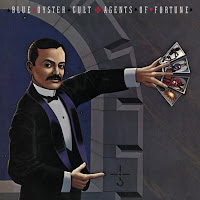 BLUE ÖYSTER CULT ◆ AGENTS OF FORTUNE